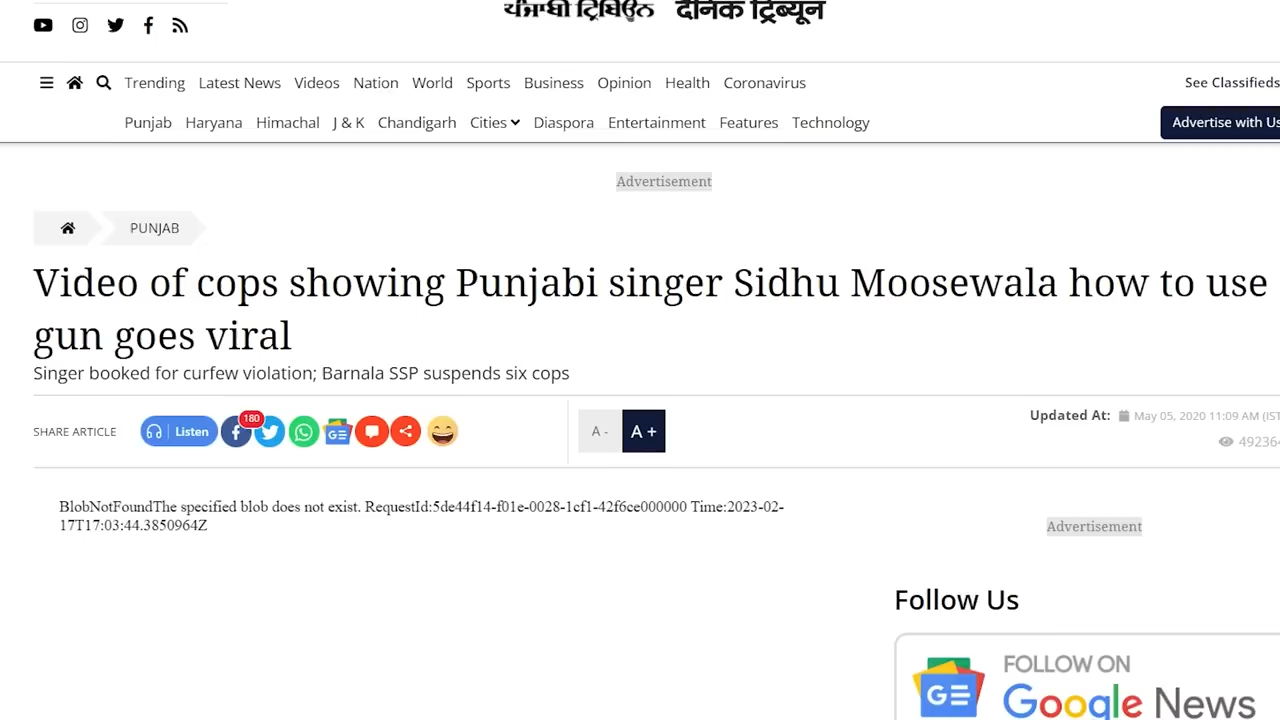 ਪੰਜਾਬੀ ਟ੍ਰਿਬਿਊਨ दैनिक ट्रिब्यून
Trending Latest News Videos Nation World Sports Business Opinion Health Coronavirus
See Classifieds
Punjab Haryana Himachal J & K Chandigarh Cities Diaspora Entertainment Features Technology
Advertise with Us
Advertisement
PUNJAB
Video of cops showing Punjabi singer Sidhu Moosewala how to use
gun goes viral
Singer booked for curfew violation; Barnala SSP suspends six cops
SHARE ARTICLE
Listen
180
GE
A -
A +
Updated At: May 05, 2020 11:09 AM (IST
492364
BlobNotFoundThe specified blob does not exist. RequestId:5de44f14-f01e-0028-1cf1-42f6ce000000 Time:2023-02-
17T17:03:44.3850964Z
Advertisement
Follow Us
GE
FOLLOW ON
Google News